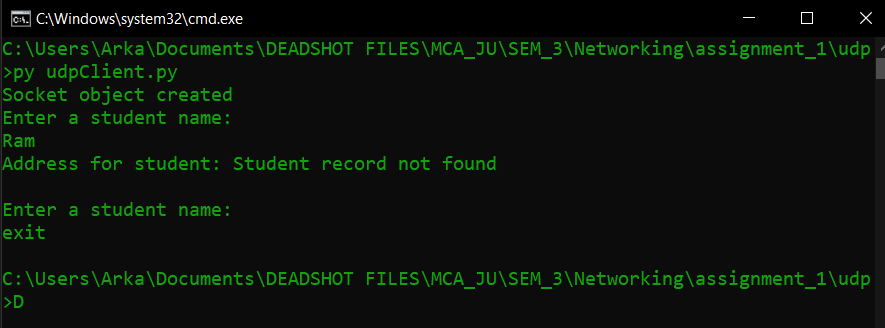 C:\Windows\system32\cmd.exe
C:\Users\Arka\Documents\DEADSHOT FILES\MCA_JU\SEM_3\Networking\assignment_1\udp
>py udpClient.py
Socket object created
Enter a student name:
Ram
Address for student: Student record not found
Enter a student name:
exit
C:\Users\Arka\Documents\DEADSHOT FILES\MCA_JU\SEM_3\Networking\assignment_1\udp
>D